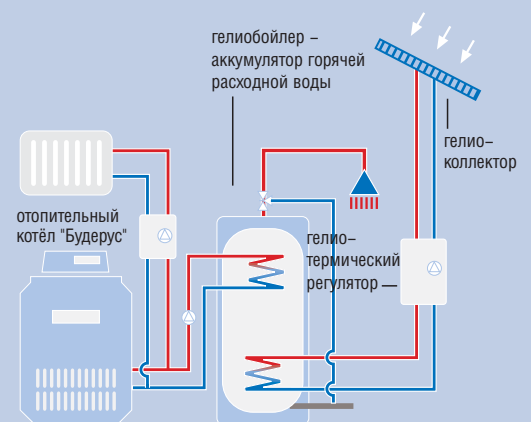 гелиобойлер –
аккумулятор горячей
расходной воды
гелио–
коллектор
отопительный
котёл "Будерус"
гелио–
термический
регулятор